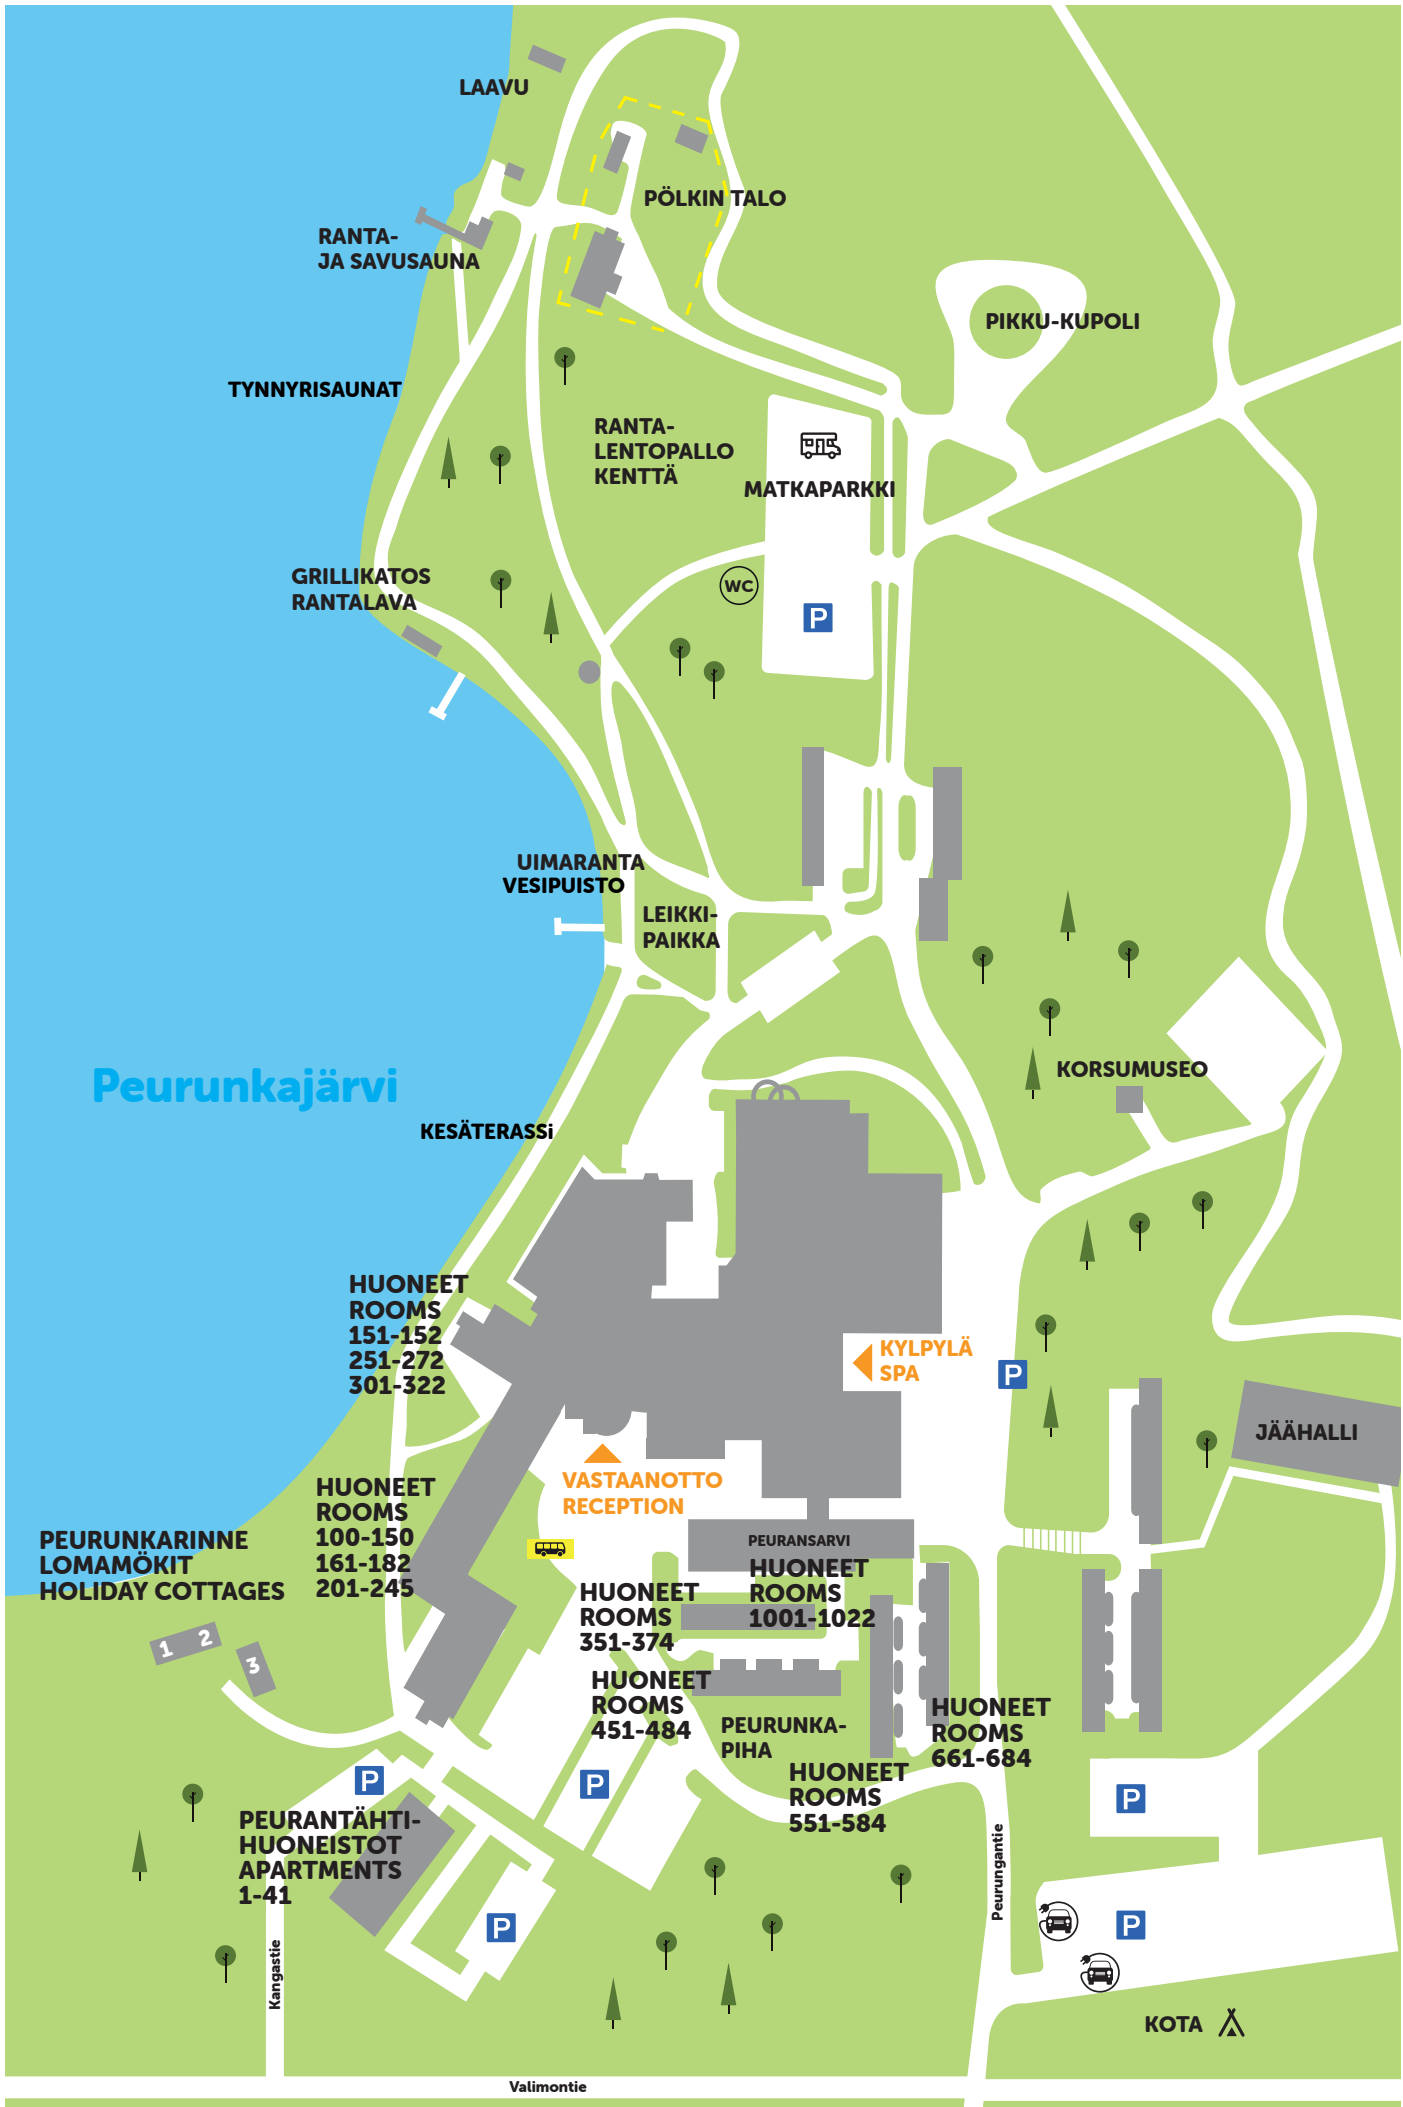 LAAVU
PÖLKIN TALO
RANTA-
JA SAVUSAUNA
PIKKU-KUPOLI
TYNNYRISAUNAT
RANTA-
LENTOPALLO
KENTTÄ
MATKAPARKKI
GRILLIKATOS
RANTALAVA
WC
P
UIMARANTA
VESIPUISTO
LEIKKI-
PAIKKA
Peurunkajärvi
KORSUMUSEO
KESÄTERASSi
HUONEET
ROOMS
151-152
251-272
301-322
KYLPYLÄ
SPA
P
JÄÄHALLI
VASTAANOTTO
RECEPTION
HUONEET
ROOMS
100-150
161-182
201-245
PEURUNKARINNE
LOMAMÖKIT
HOLIDAY COTTAGES
1 2
3
PEURANSARVI
HUONEET
ROOMS
1001-1022
HUONEET
ROOMS
351-374
HUONEET
ROOMS
451-484
PEURUNKA-
PIHA
HUONEET
ROOMS
661-684
HUONEET
ROOMS
551-584
P
P
P
PEURANTÄHTI-
HUONEISTOT
APARTMENTS
1-41
P
P
Peurungantie
Kangastie
KOTA
Valimontie